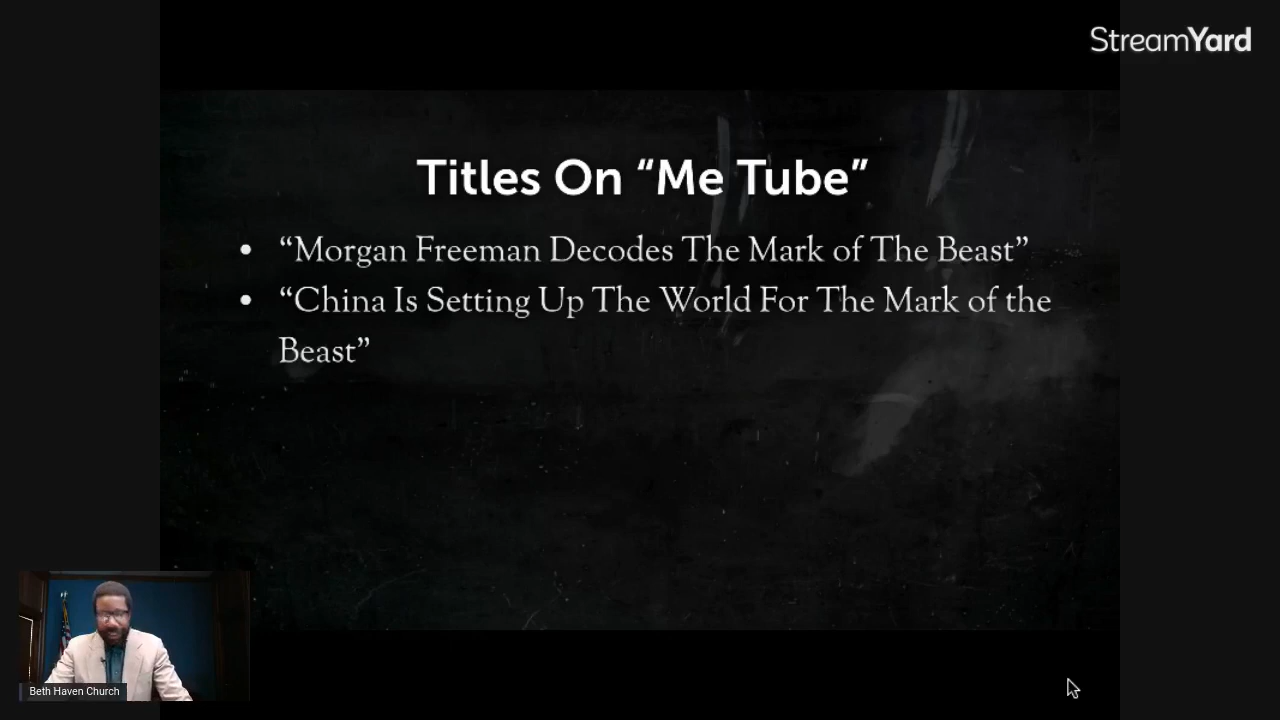 StreamYard
Titles On “Me Tube”
• “Morgan Freeman Decodes The Mark of The Beast”
• “China Is Setting Up The World For The Mark of the
Beast”
Beth Haven Church